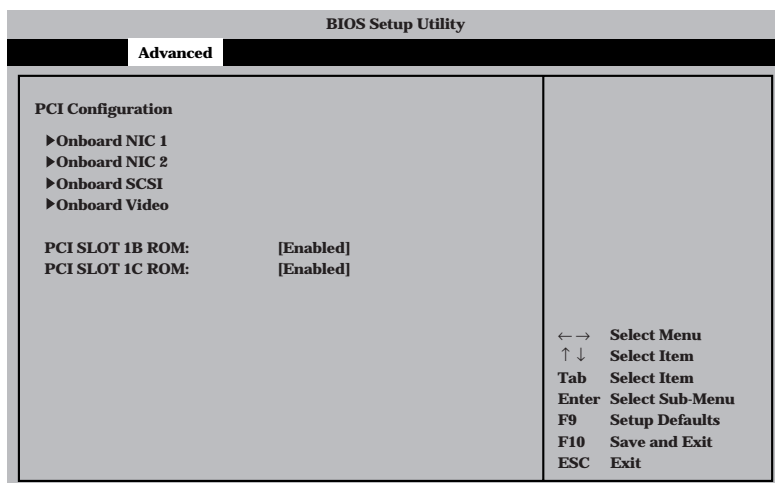 BIOS Setup Utility
Advanced
PCI Configuration
▶Onboard NIC 1
▶Onboard NIC 2
▶Onboard SCSI
▶Onboard Video
PCI SLOT 1B ROM: [Enabled]
PCI SLOT 1C ROM: [Enabled]
←→ Select Menu
↑↓ Select Item
Tab Select Item
Enter Select Sub-Menu
F9 Setup Defaults
F10 Save and Exit
ESC Exit